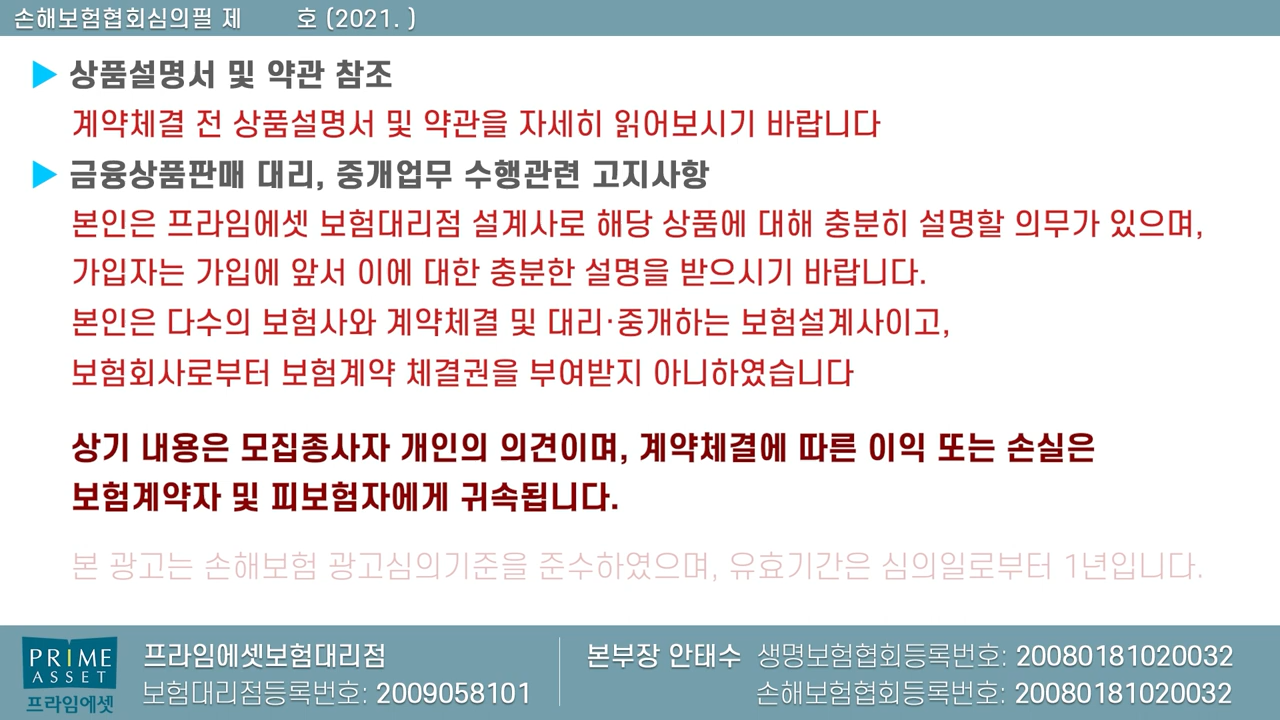 손해보험협회심의필 제 호 (2021. )
▶ 상품설명서 및 약관 참조
계약체결 전 상품설명서 및 약관을 자세히 읽어보시기 바랍니다
▶ 금융상품판매 대리, 중개업무 수행관련 고지사항
본인은 프라임에셋 보험대리점 설계사로 해당 상품에 대해 충분히 설명할 의무가 있으며,
가입자는 가입에 앞서 이에 대한 충분한 설명을 받으시기 바랍니다.
본인은 다수의 보험사와 계약체결 및 대리·중개하는 보험설계사이고,
보험회사로부터 보험계약 체결권을 부여받지 아니하였습니다
상기 내용은 모집종사자 개인의 의견이며, 계약체결에 따른 이익 또는 손실은
보험계약자 및 피보험자에게 귀속됩니다.
본 광고는 손해보험 광고심의기준을 준수하였으며, 유효기간은 심의일로부터 1년입니다.
PRIME
ASSET
프라임에셋
프라임에셋보험대리점
보험대리점등록번호: 2009058101
본부장 안태수 생명보험협회등록번호: 20080181020032
손해보험협회등록번호: 20080181020032